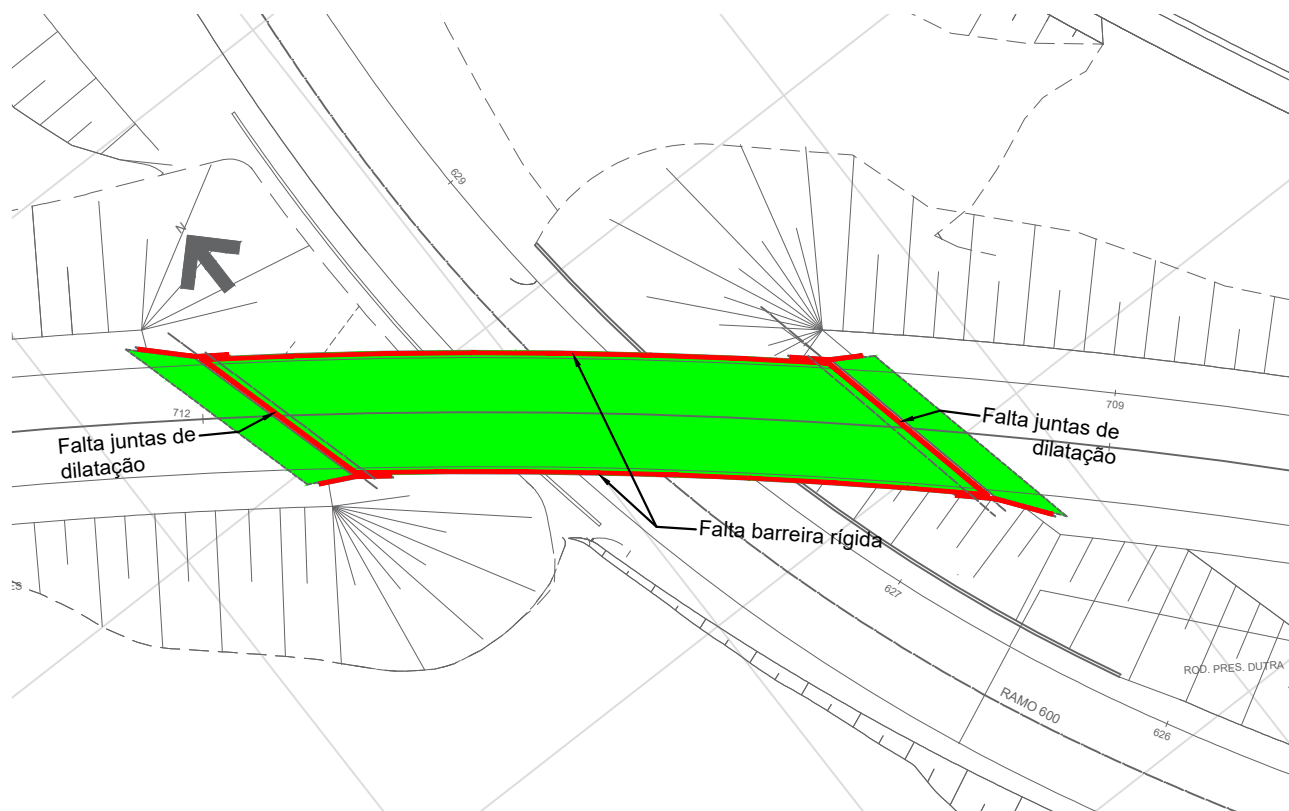 629
N
712
Falta juntas de
dilatação
709
Falta juntas de
dilatação
Falta barreira rígida
627
ES
ROD. PRES. DUTRA
RAMO 600
626